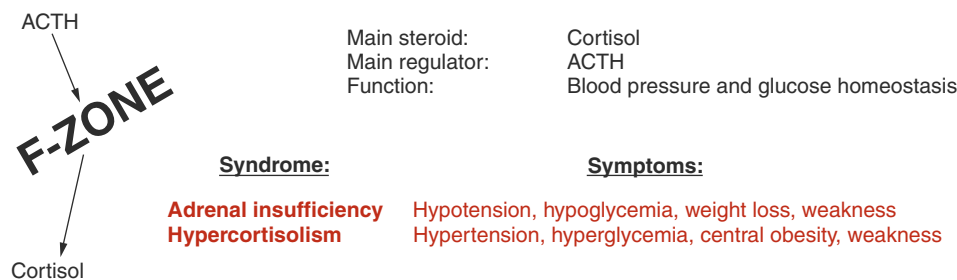 ACTH
F-ZONE
Cortisol
Main steroid: Cortisol
Main regulator: ACTH
Function: Blood pressure and glucose homeostasis
Syndrome: Symptoms:
Adrenal insufficiency Hypotension, hypoglycemia, weight loss, weakness
Hypercortisolism Hypertension, hyperglycemia, central obesity, weakness